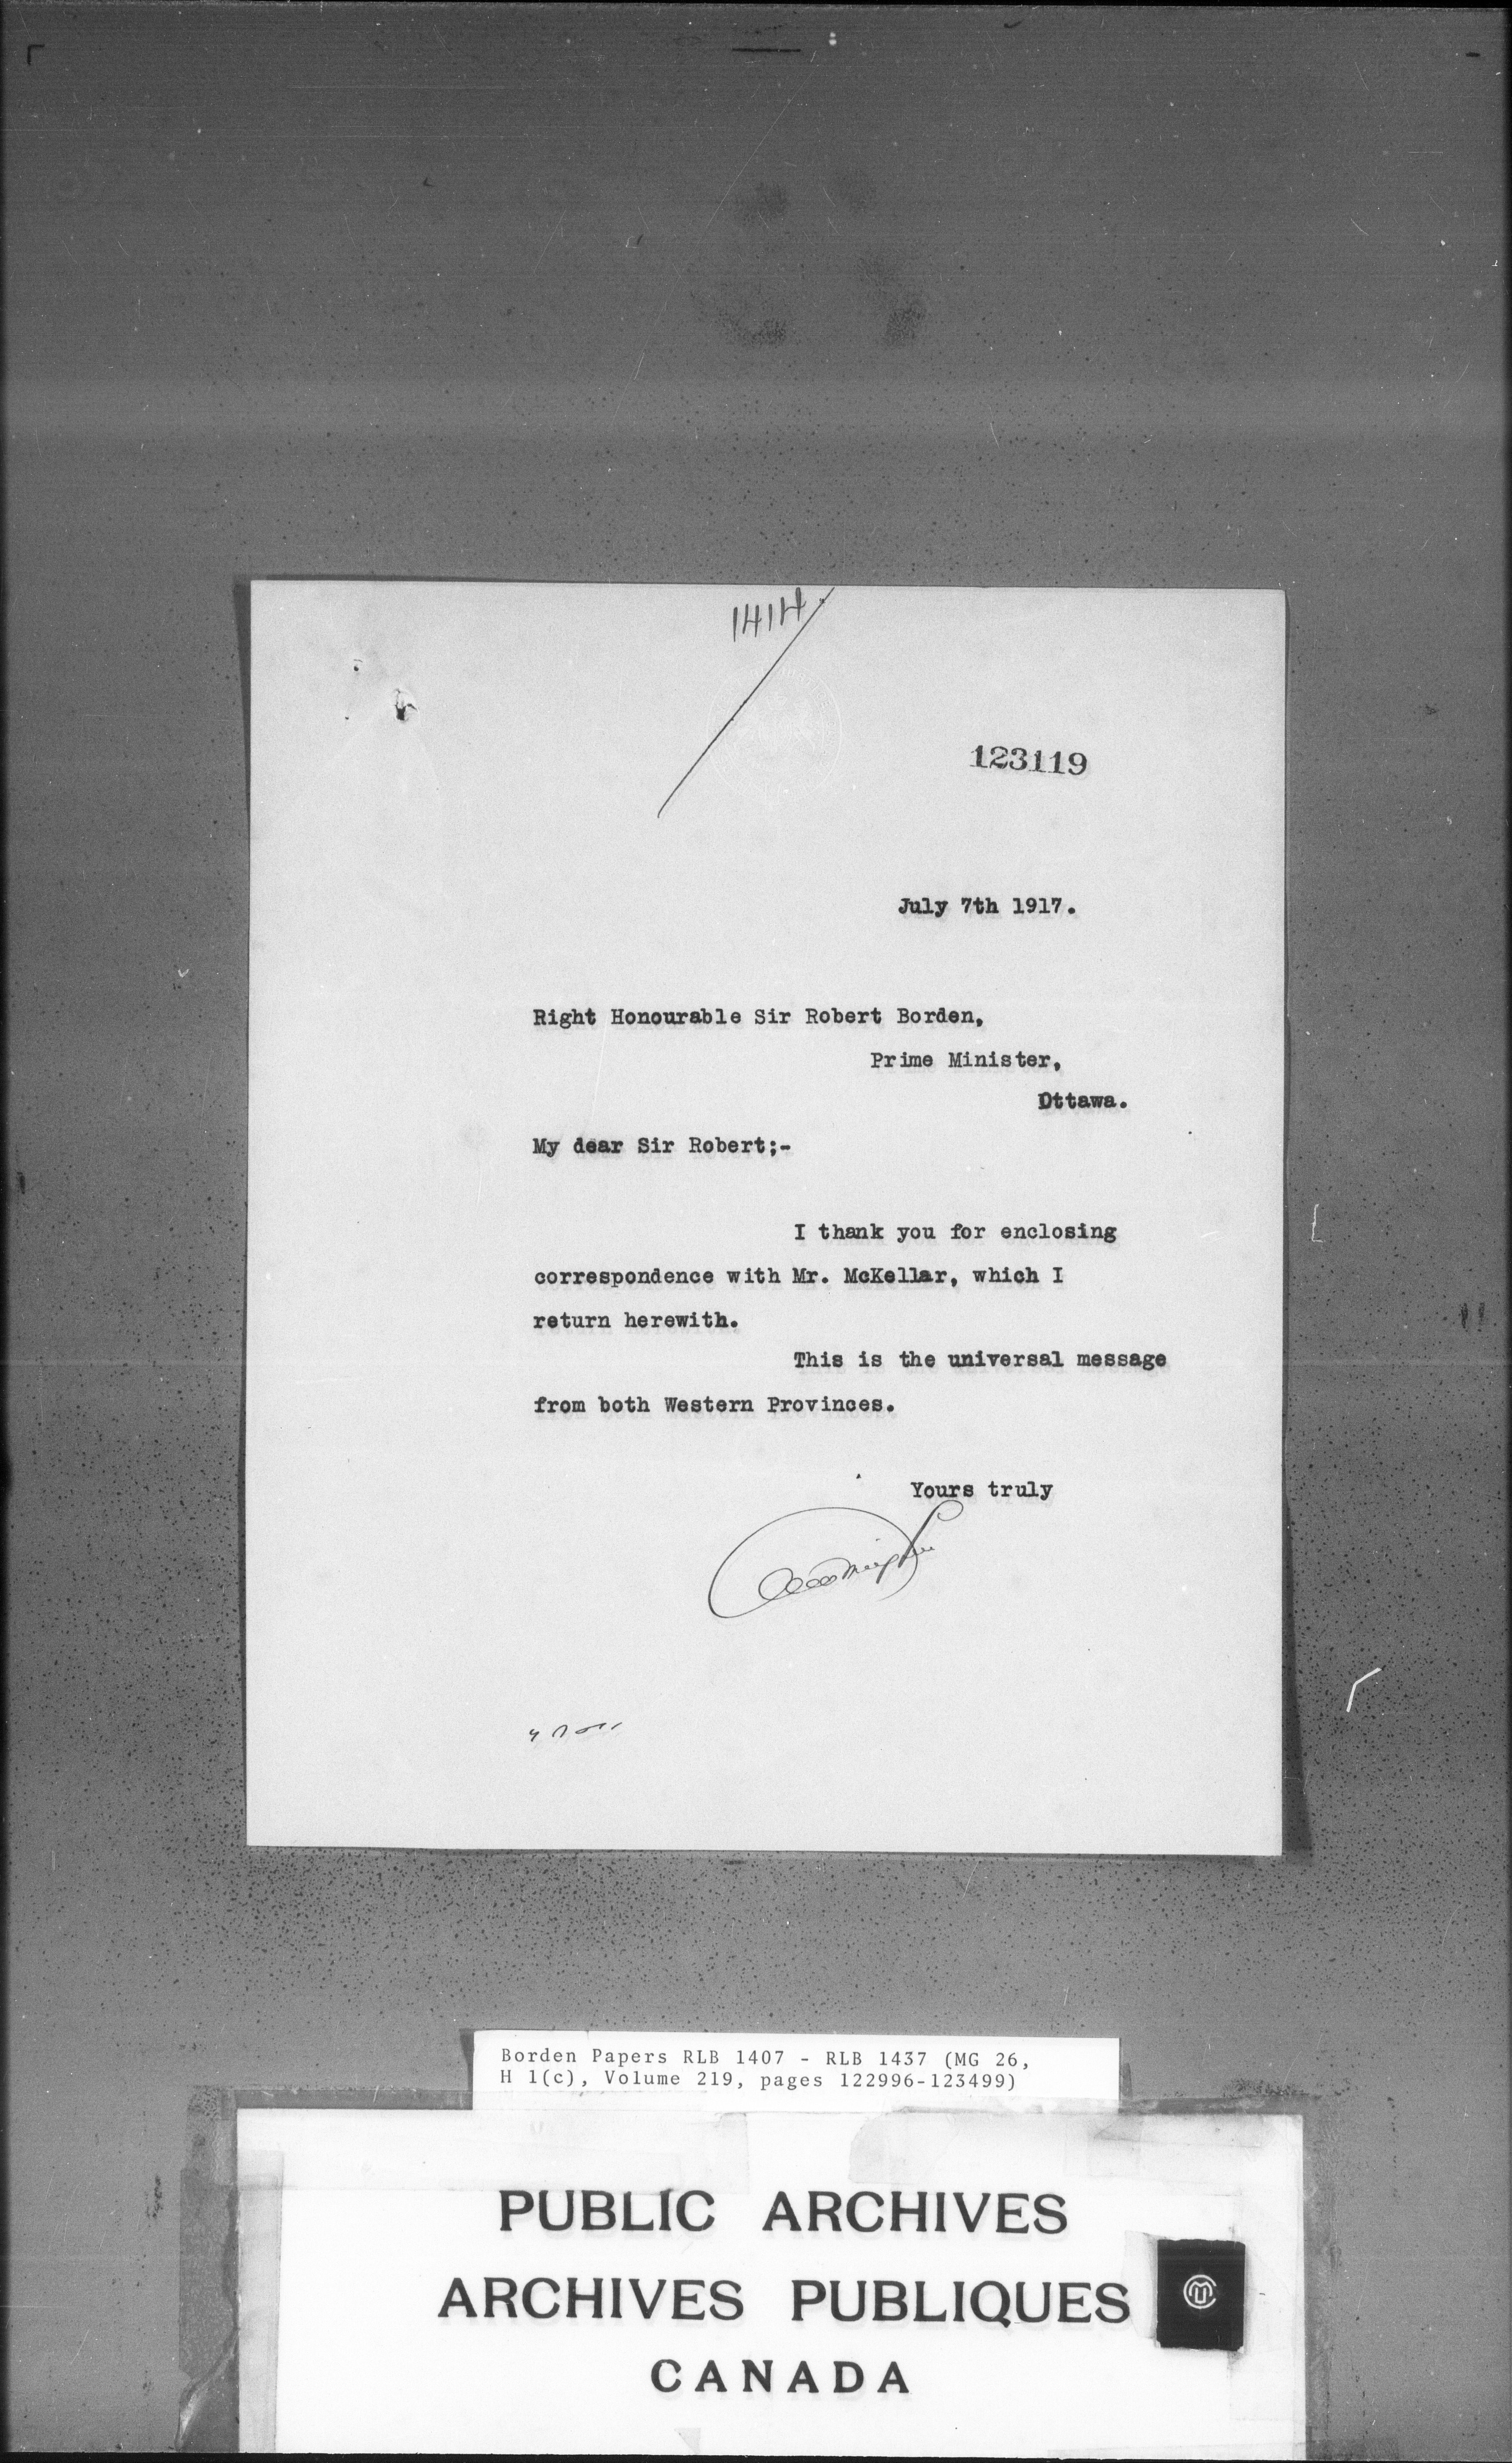 1414
123119
July 7th 1917.
Right Honourable Sir Robert Borden,
Prime Minister,
Ottawa.
My dear Sir Robert;-
I thank you for enclosing
correspondence with Mr. McKellar, which I
return herewith.
This is the universal message
from both Western Provinces.
Yours truly
Borden Papers RLB 1407 - RLB 1437 (MG 26,
H 1(c), Volume 219, pages 122996-123499)
PUBLIC ARCHIVES
ARCHIVES PUBLIQUES
CANADA